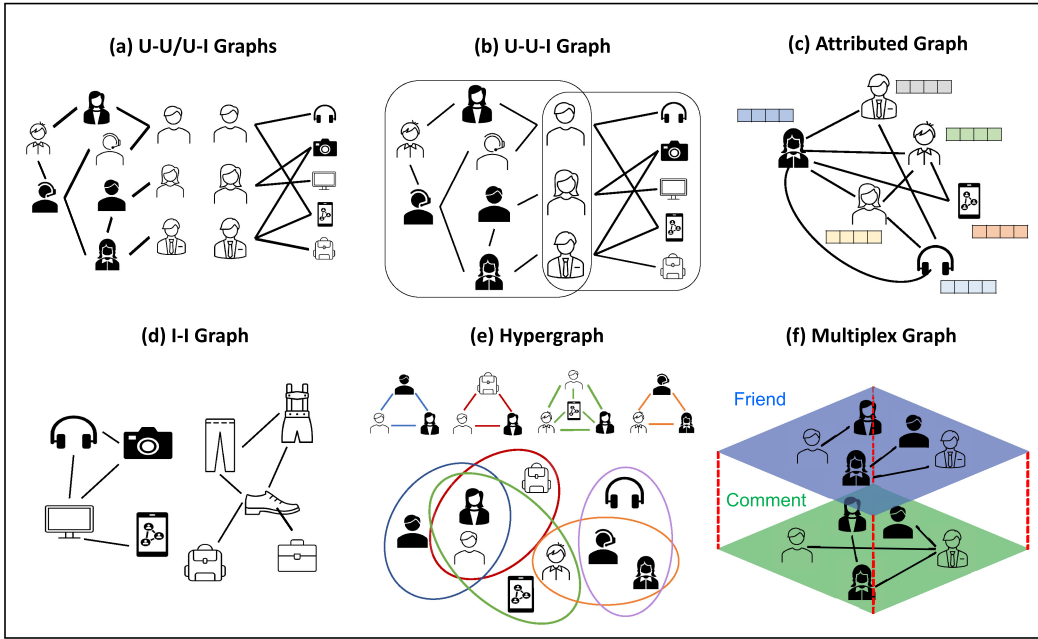 (a) U-U/U-I Graphs
(b) U-U-I Graph
(c) Attributed Graph
(d) I-I Graph
(e) Hypergraph
(f) Multiplex Graph
Friend
Comment